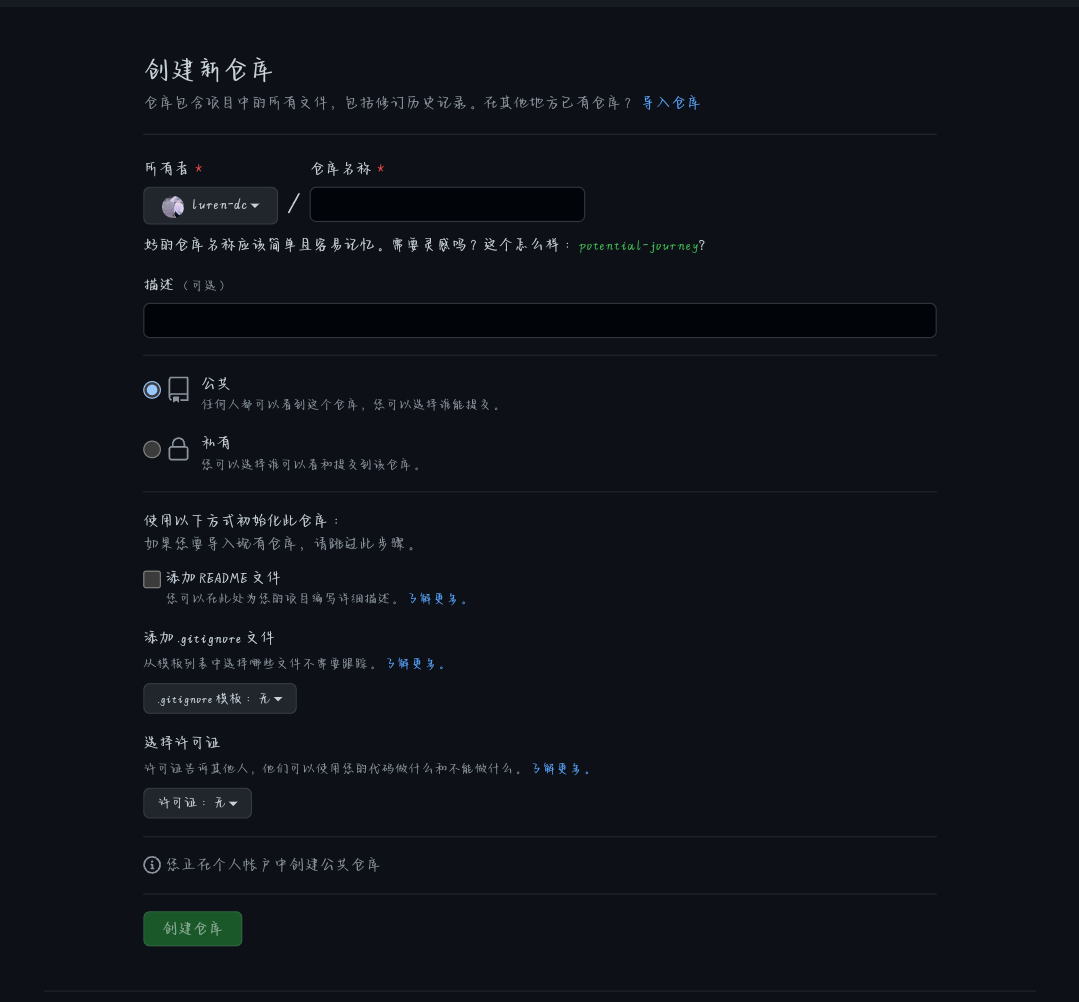 创建新仓库
仓库包含项目中的所有文件，包括修订历史记录。在其他地方已有仓库？ 导入仓库
所有者 * 仓库名称 *
luren-dc /
好的仓库名称应该简单且容易记忆。需要灵感吗？这个怎么样： potential-journey?
描述 （可选）
公共
任何人都可以看到这个仓库，您可以选择谁能提交。
私有
您可以选择谁可以看和提交到该仓库。
使用以下方式初始化此仓库：
如果您要导入现有仓库，请跳过此步骤。
添加 README 文件
您可以在此处为您的项目编写详细描述。 了解更多。
添加 .gitignore 文件
从模板列表中选择哪些文件不需要跟踪。 了解更多。
.gitignore 模板： 无
选择许可证
许可证告诉其他人，他们可以使用您的代码做什么和不能做什么。 了解更多。
许可证： 无
您正在个人帐户中创建公共仓库
创建仓库